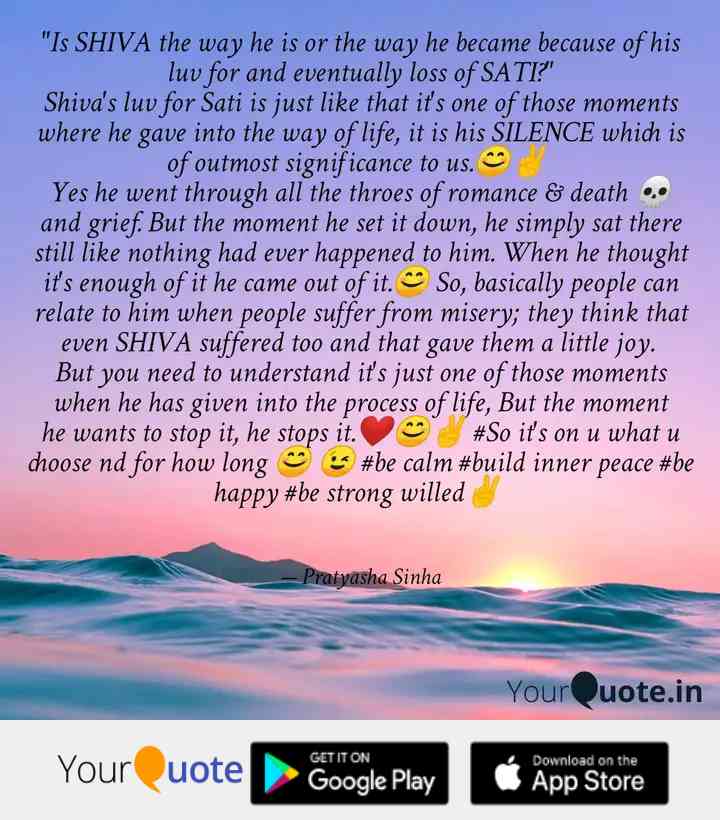 "Is SHIVA the way he is or the way he became because of his
luv for and eventually loss of SATI?"
Shiva's luv for Sati is just like that it's one of those moments
where he gave into the way of life, it is his SILENCE which is
of outmost significance to us.😊✌
Yes he went through all the throes of romance & death 💀
and grief. But the moment he set it down, he simply sat there
still like nothing had ever happened to him. When he thought
it's enough of it he came out of it.😊 So, basically people can
relate to him when people suffer from misery; they think that
even SHIVA suffered too and that gave them a little joy.
But you need to understand it's just one of those moments
when he has given into the process of life, But the moment
he wants to stop it, he stops it.❤😊✌ #So it's on u what u
choose nd for how long 😊 😉 #be calm #build inner peace #be
happy #be strong willed ✌
— Pratyasha Sinha
YourQuote.in
YourQuote
GET IT ON
Google Play
Download on the
App Store